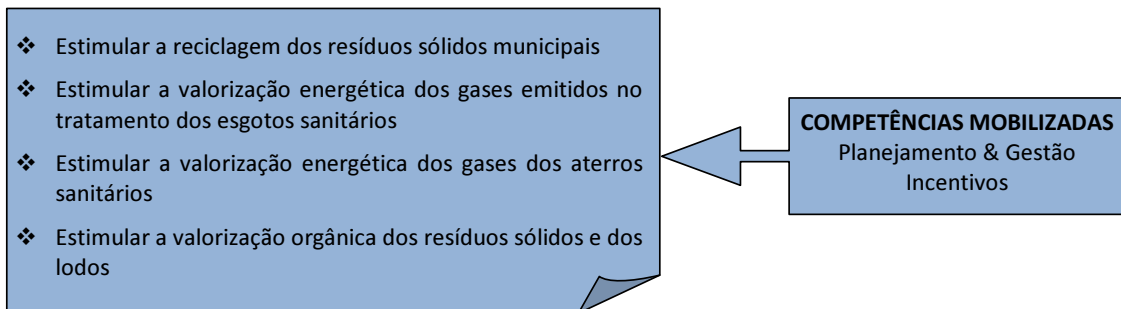 ❖ Estimular a reciclagem dos resíduos sólidos municipais
❖ Estimular a valorização energética dos gases emitidos no
tratamento dos esgotos sanitários
❖ Estimular a valorização energética dos gases dos aterros
sanitários
❖ Estimular a valorização orgânica dos resíduos sólidos e dos
lodos
COMPETÊNCIAS MOBILIZADAS
Planejamento & Gestão
Incentivos